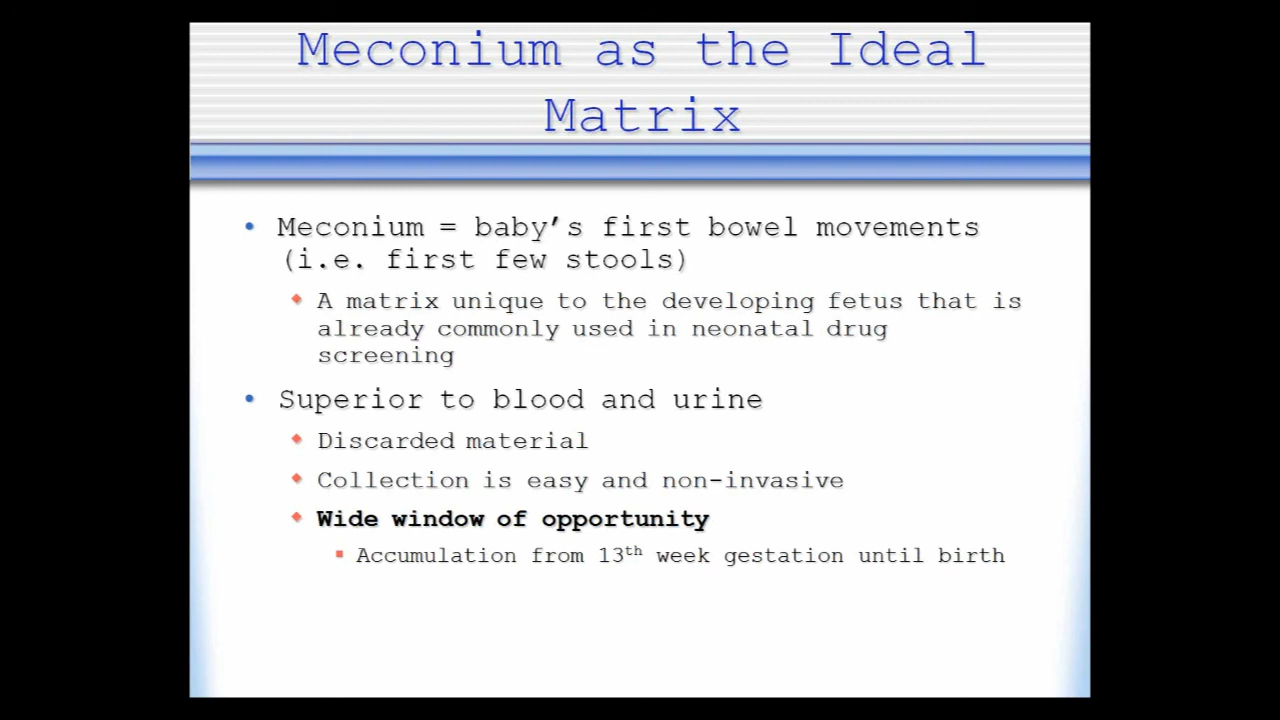 Meconium as the Ideal
Matrix
• Meconium = baby’s first bowel movements
(i.e. first few stools)
A matrix unique to the developing fetus that is
already commonly used in neonatal drug
screening
• Superior to blood and urine
Discarded material
Collection is easy and non-invasive
Wide window of opportunity
Accumulation from 13th week gestation until birth